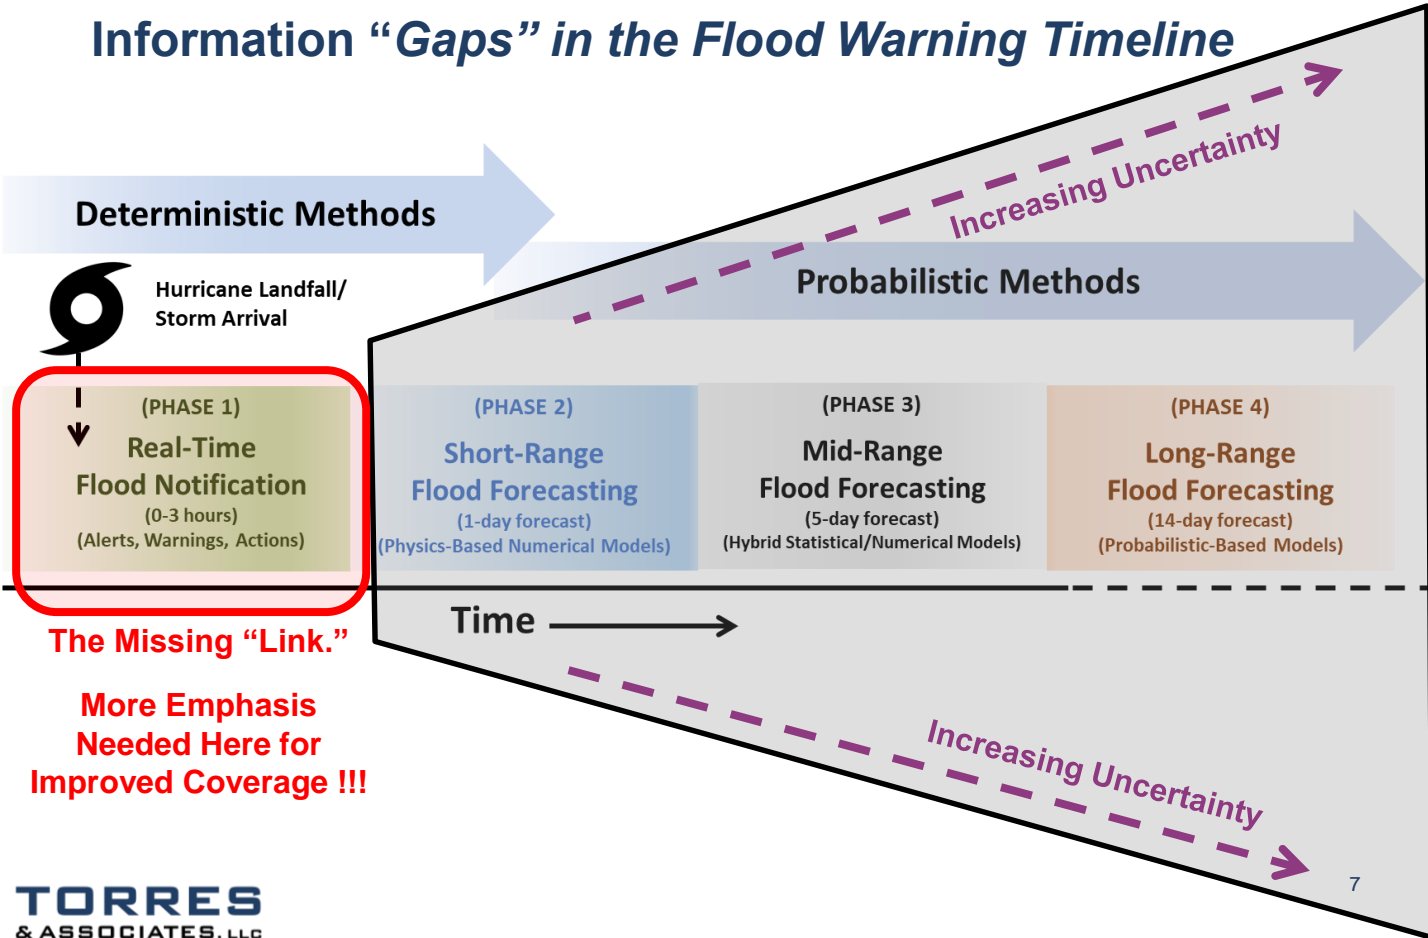 Information “Gaps” in the Flood Warning Timeline
Increasing Uncertainty
Deterministic Methods
Probabilistic Methods
Hurricane Landfall/
Storm Arrival
(PHASE 1)
Real-Time
Flood Notification
(0-3 hours)
(Alerts, Warnings, Actions)
(PHASE 2)
Short-Range
Flood Forecasting
(1-day forecast)
(Physics-Based Numerical Models)
(PHASE 3)
Mid-Range
Flood Forecasting
(5-day forecast)
(Hybrid Statistical/Numerical Models)
(PHASE 4)
Long-Range
Flood Forecasting
(14-day forecast)
(Probabilistic-Based Models)
Time
The Missing “Link.”
More Emphasis
Needed Here for
Improved Coverage !!!
Increasing Uncertainty
7
TORRES
& ASSOCIATES, LLC